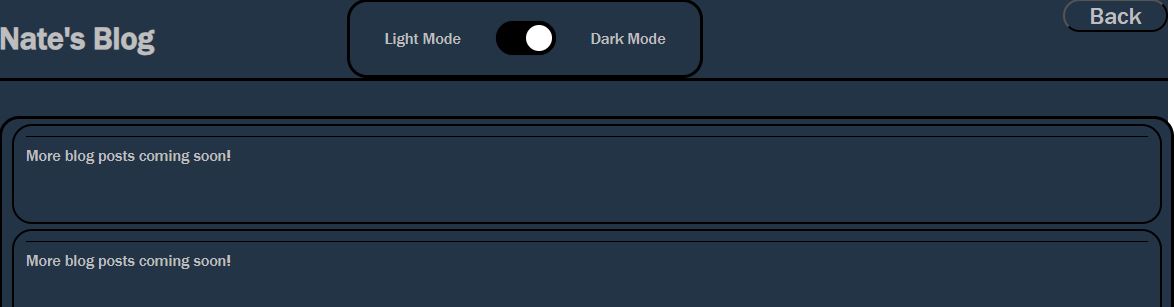 Nate's Blog
Light Mode
Dark Mode
Back
More blog posts coming soon!
More blog posts coming soon!